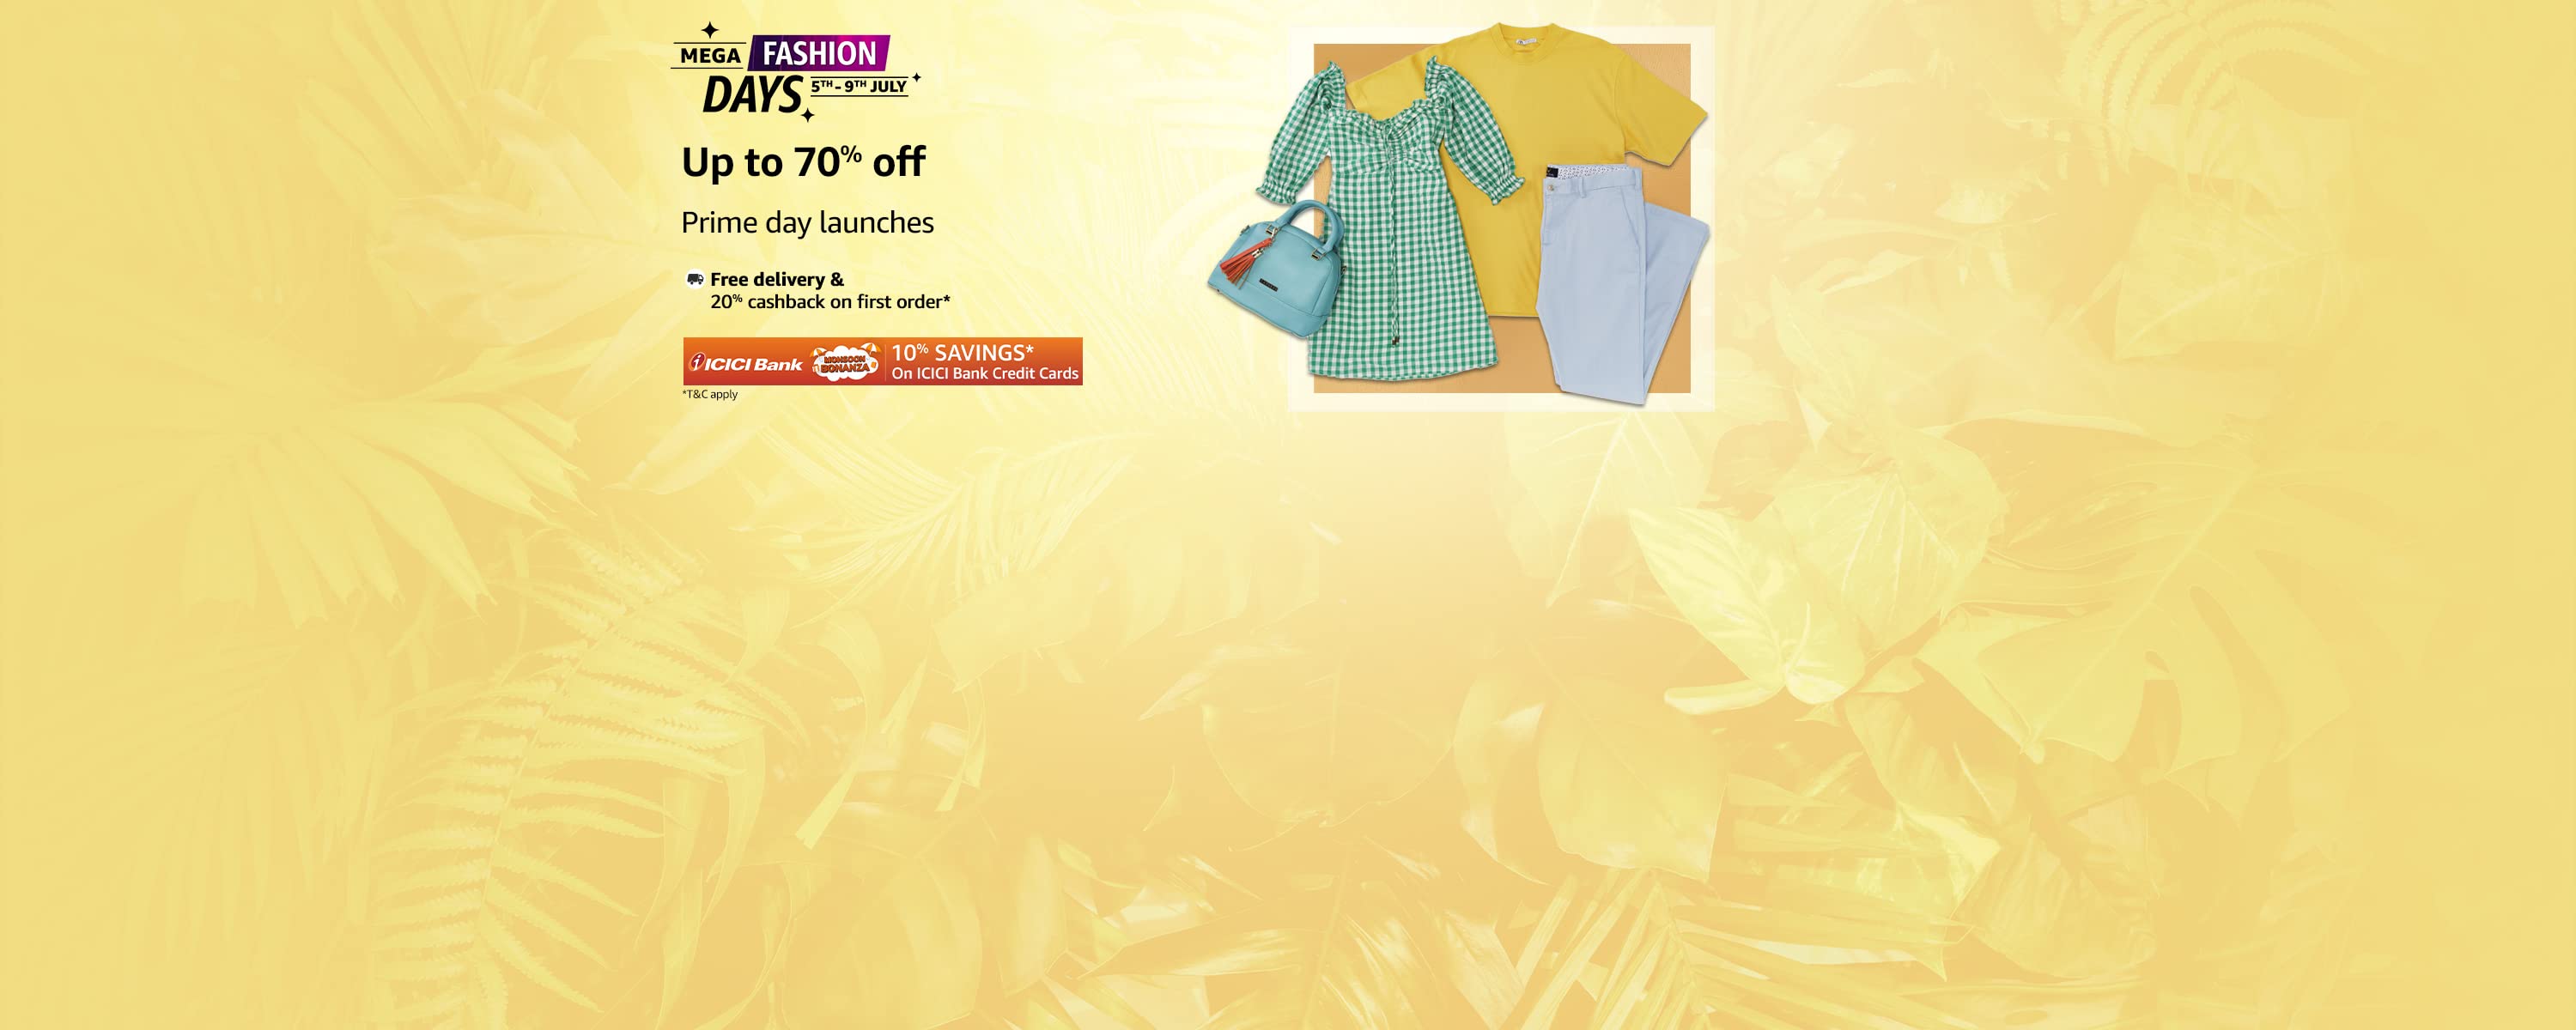 MEGA FASHION
DAYS 5TH - 9TH JULY
Up to 70% off
Prime day launches
Free delivery &
20% cashback on first order*
ICICI Bank MONSOON BONANZA 10% SAVINGS*
On ICICI Bank Credit Cards
*T&C apply